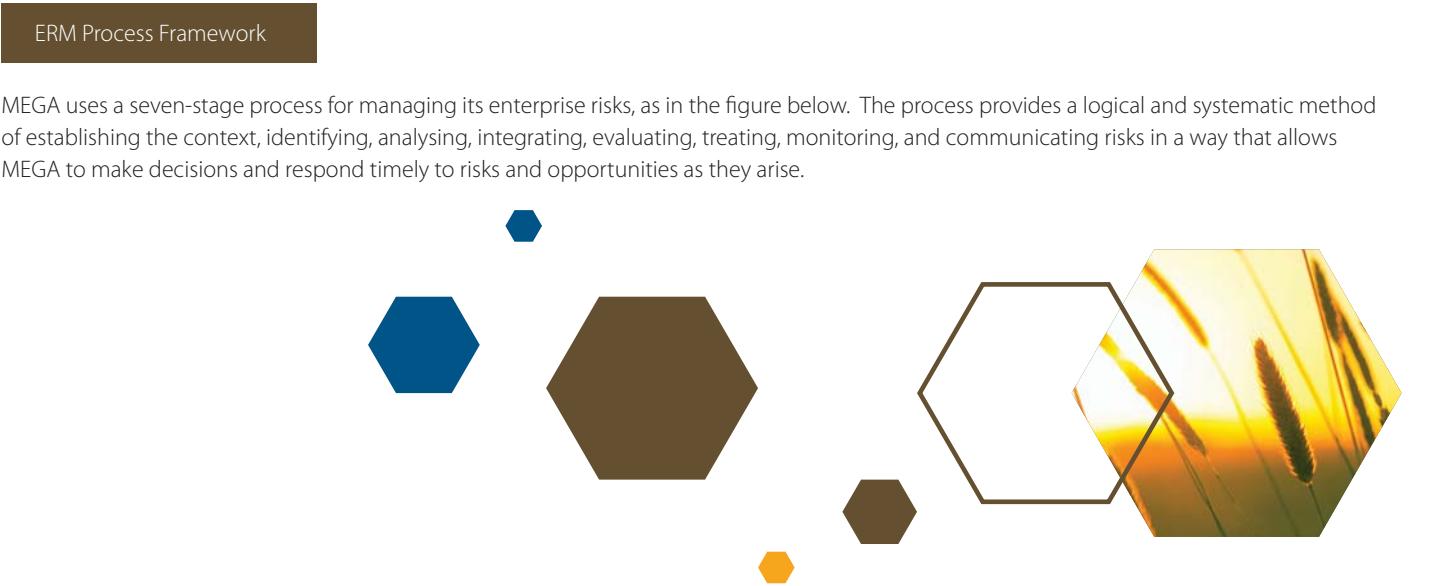 ERM Process Framework
MEGA uses a seven-stage process for managing its enterprise risks, as in the figure below.  The process provides a logical and systematic method
of establishing the context, identifying, analysing, integrating, evaluating, treating, monitoring, and communicating risks in a way that allows
MEGA to make decisions and respond timely to risks and opportunities as they arise.